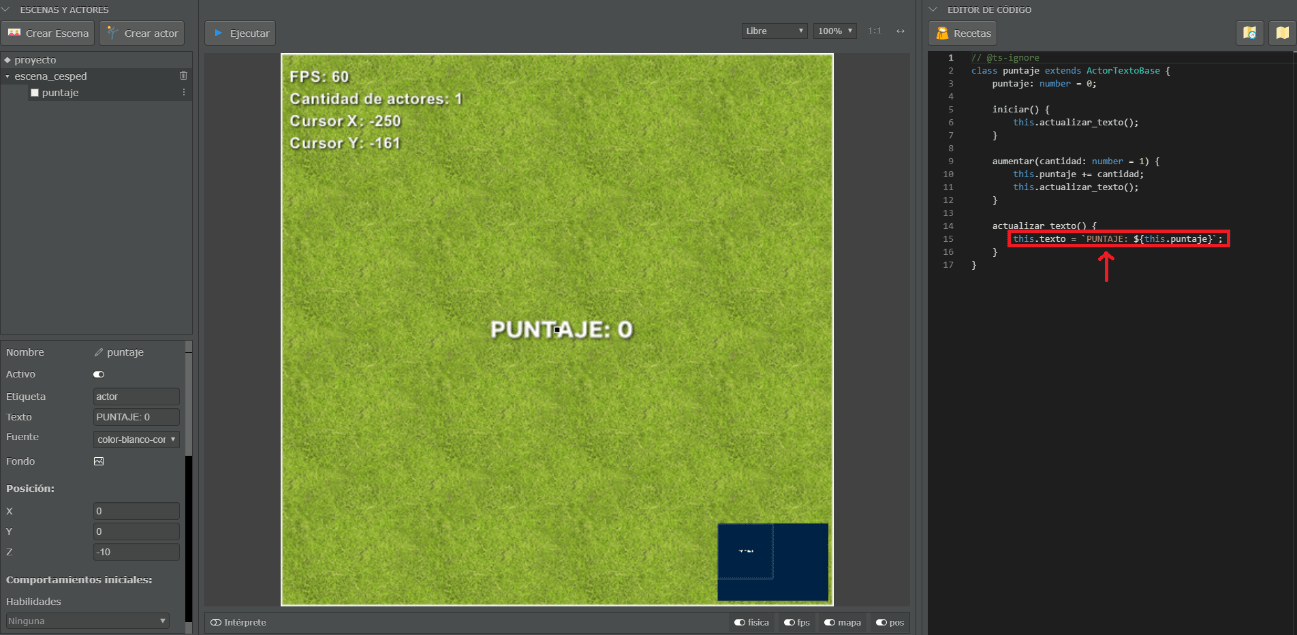 ESCENAS Y ACTORES
Crear Escena
Crear actor
proyecto
escena_cesped
puntaje
Nombre puntaje
Activo
Etiqueta actor
Texto PUNTAJE: 0
Fuente color-blanco-cor
Fondo
Posición:
X 0
Y 0
Z -10
Comportamientos iniciales:
Habilidades
Ninguna
Ejecutar
Libre
100%
1:1
FPS: 60
Cantidad de actores: 1
Cursor X: -250
Cursor Y: -161
PUNTAJE: 0
Intérprete
física
fps
mapa
pos
EDITOR DE CÓDIGO
Recetas
1 // @ts-ignore
2 class puntaje extends ActorTextoBase {
3 puntaje: number = 0;
4
5 iniciar() {
6 this.actualizar_texto();
7 }
8
9 aumentar(cantidad: number = 1) {
10 this.puntaje += cantidad;
11 this.actualizar_texto();
12 }
13
14 actualizar_texto() {
15 this.texto = `PUNTAJE: ${this.puntaje}`;
16 }
17 }